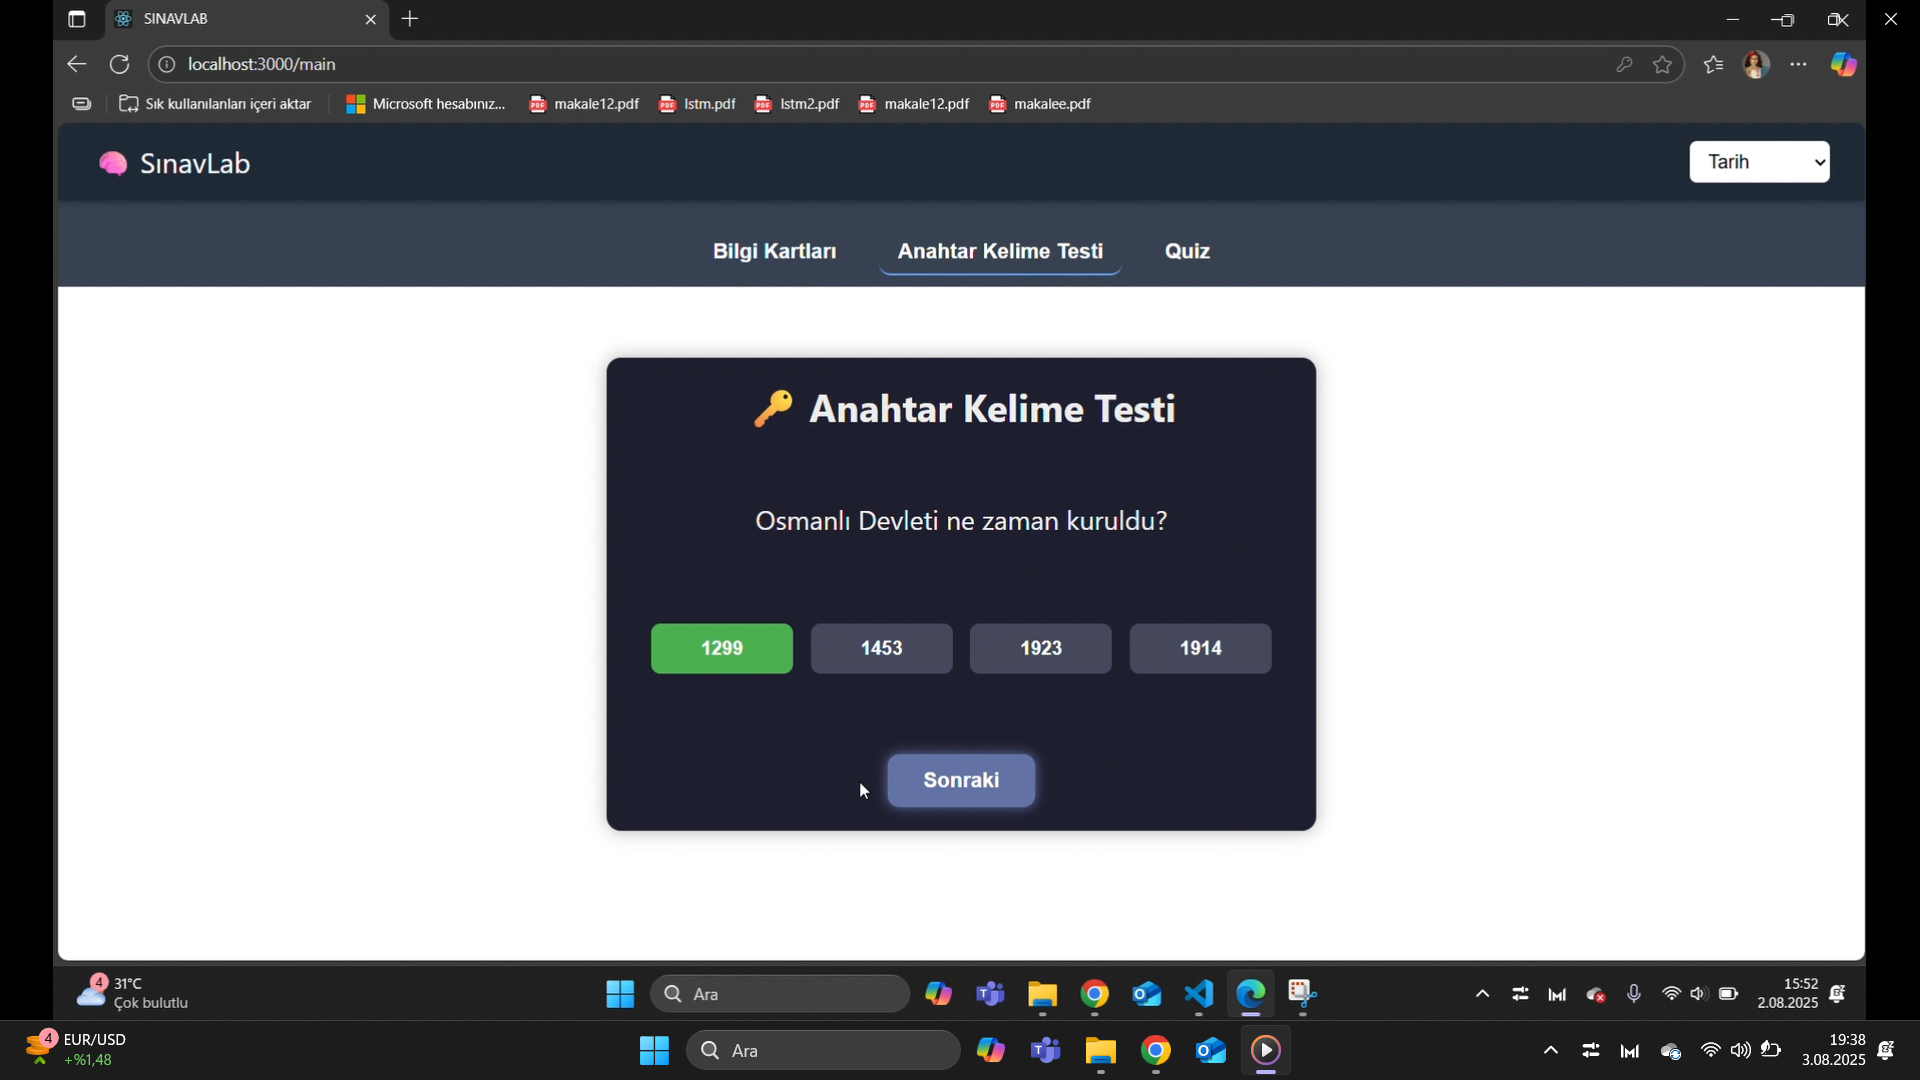 SINAVLAB
localhost:3000/main
Sık kullanılanları içeri aktar
Microsoft hesabınız...
makale12.pdf
lstm.pdf
lstm2.pdf
makale12.pdf
makalee.pdf
SınavLab
Tarih
Bilgi Kartları
Anahtar Kelime Testi
Quiz
Anahtar Kelime Testi
Osmanlı Devleti ne zaman kuruldu?
1299
1453
1923
1914
Sonraki
4
31°C
Çok bulutlu
Ara
15:52
2.08.2025
4
EUR/USD
+%1,48
Ara
19:38
3.08.2025